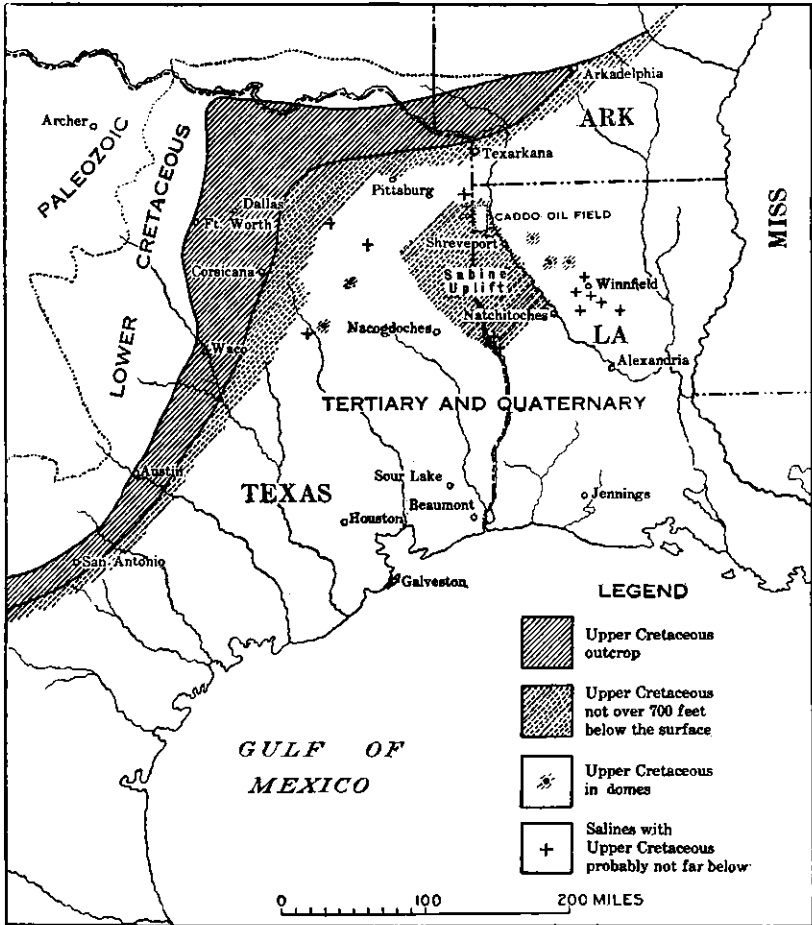 Arkadelphia
Archer
ARK
PALEOZOIC
Texarkana
CRETACEOUS
Pittsburg
Dallas
CADDO OIL FIELD
MISS
Ft. Worth
Shreveport
Corsicana
Sabine
Uplift
Winnfield
Natchitoches
Nacogdoches
LA
LOWER
Waco
Alexandria
TERTIARY AND QUATERNARY
Austin
Sour Lake
TEXAS
Jennings
Beaumont
Houston
San Antonio
Galveston
LEGEND
Upper Cretaceous
outcrop
Upper Cretaceous
not over 700 feet
below the surface
GULF OF
MEXICO
Upper Cretaceous
in domes
Salines with
Upper Cretaceous
probably not far below
0 100 200 MILES